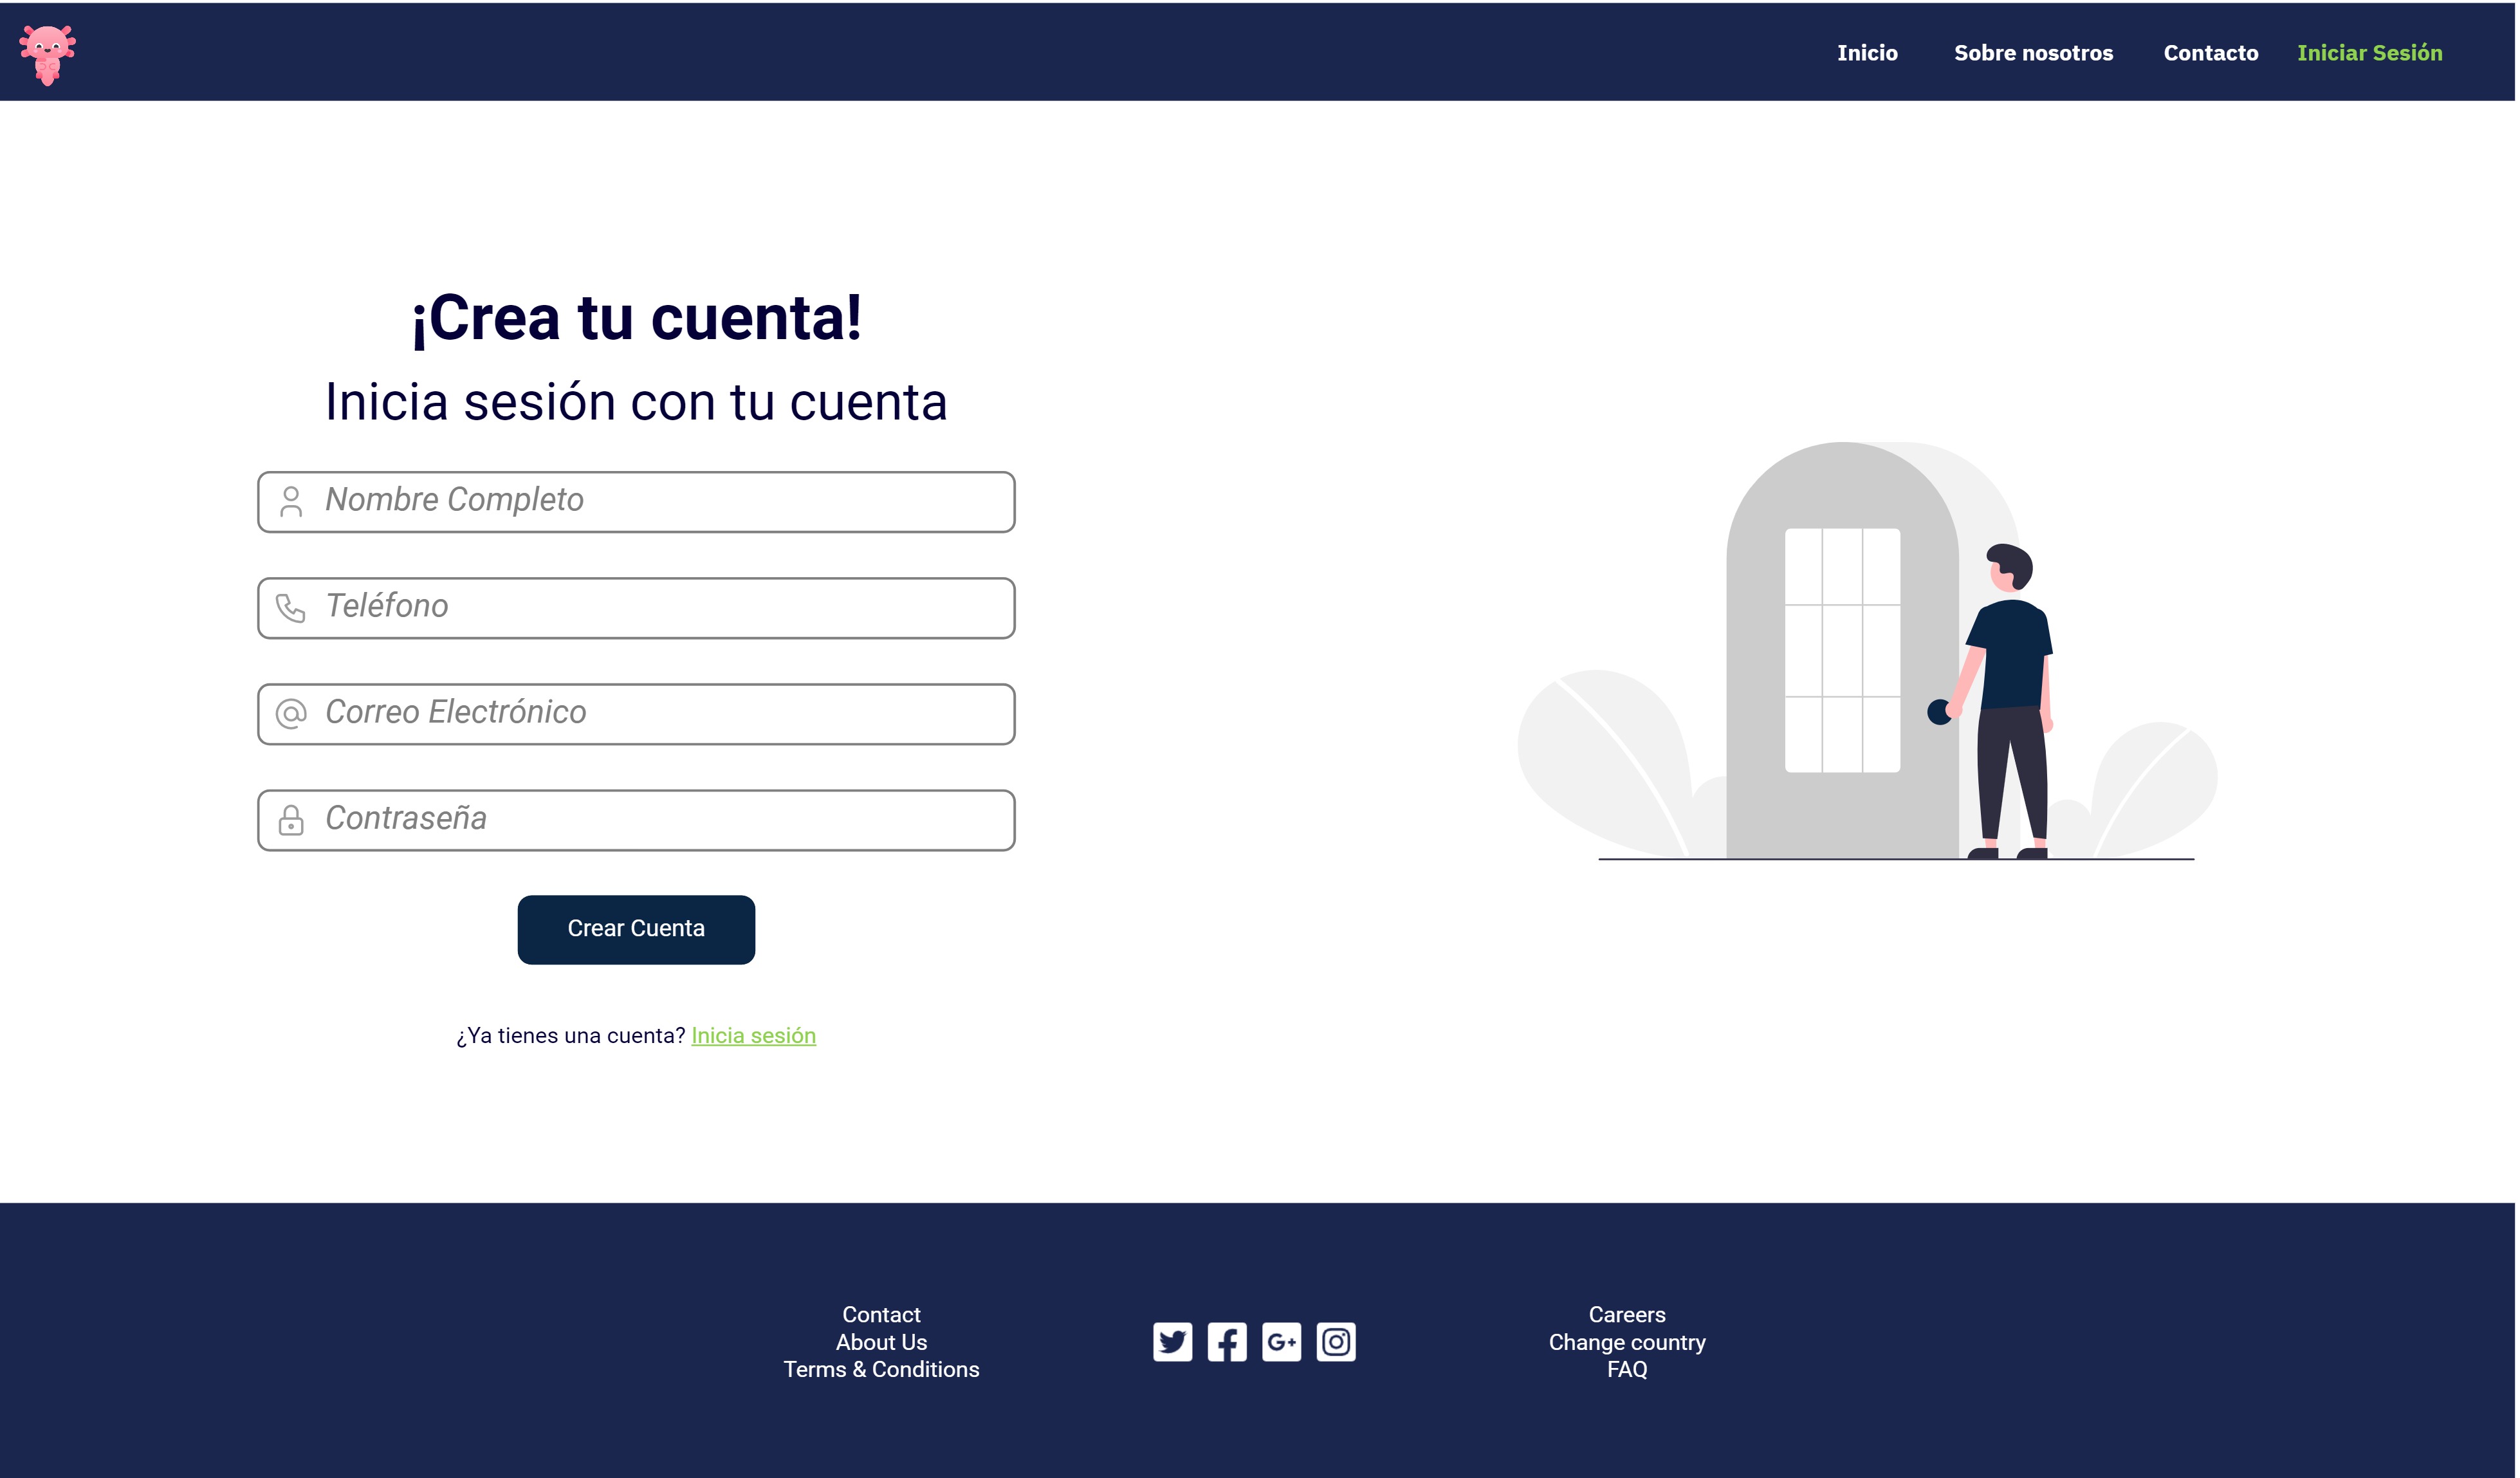 Inicio Sobre nosotros Contacto Iniciar Sesión
¡Crea tu cuenta!
Inicia sesión con tu cuenta
Nombre Completo
Teléfono
Correo Electrónico
Contraseña
Crear Cuenta
¿Ya tienes una cuenta? Inicia sesión
Contact
About Us
Terms & Conditions
G+
Careers
Change country
FAQ